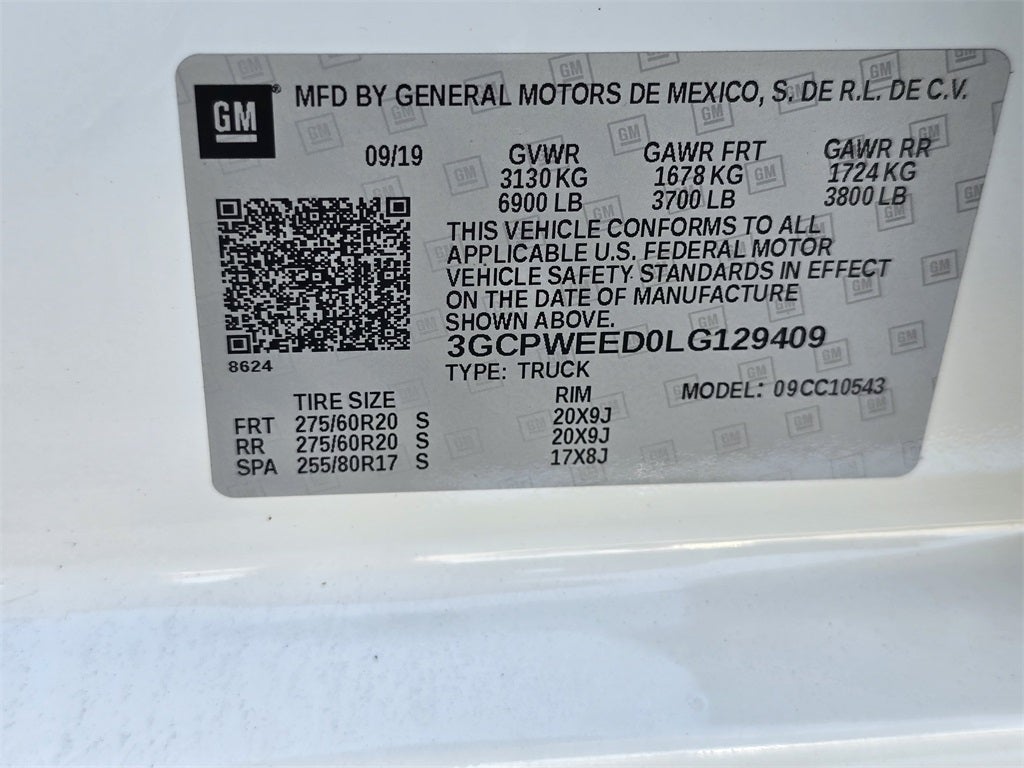 GM® MFD BY GENERAL MOTORS DE MEXICO, S. DE R.L. DE C.V.
09/19 GVWR GAWR FRT GAWR RR
3130 KG 1678 KG 1724 KG
6900 LB 3700 LB 3800 LB
THIS VEHICLE CONFORMS TO ALL
APPLICABLE U.S. FEDERAL MOTOR
VEHICLE SAFETY STANDARDS IN EFFECT
ON THE DATE OF MANUFACTURE
SHOWN ABOVE.
3GCPWEED0LG129409
8624
TYPE: TRUCK
MODEL: 09CC10543
TIRE SIZE RIM
FRT 275/60R20 S 20X9J
RR 275/60R20 S 20X9J
SPA 255/80R17 S 17X8J